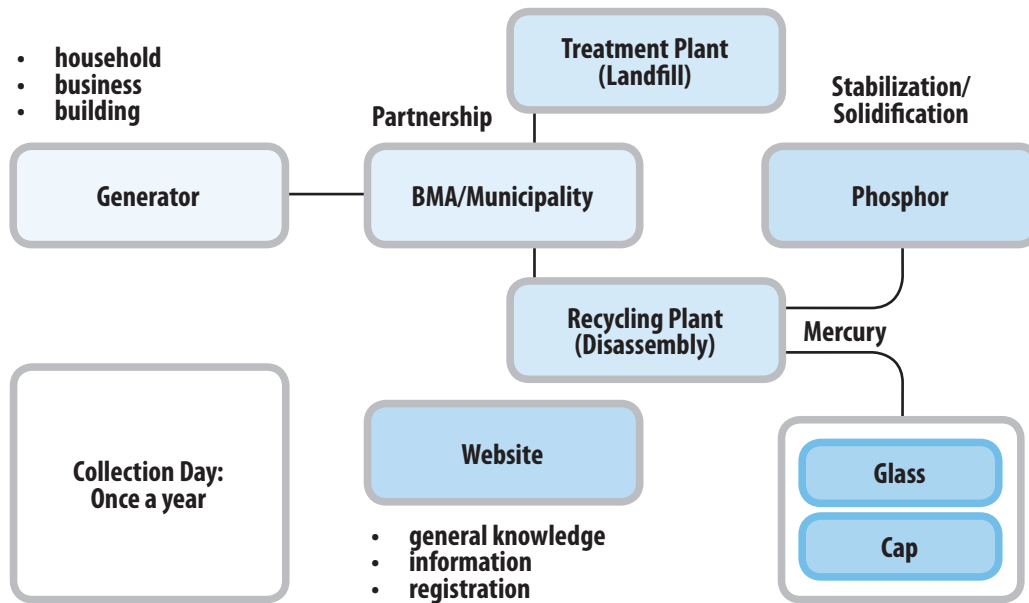 • household
• business
• building
Generator
Partnership
BMA/Municipality
Treatment Plant
(Landfill)
Stabilization/
Solidification
Phosphor
Recycling Plant
(Disassembly)
Mercury
Glass
Cap
Collection Day:
Once a year
Website
• general knowledge
• information
• registration